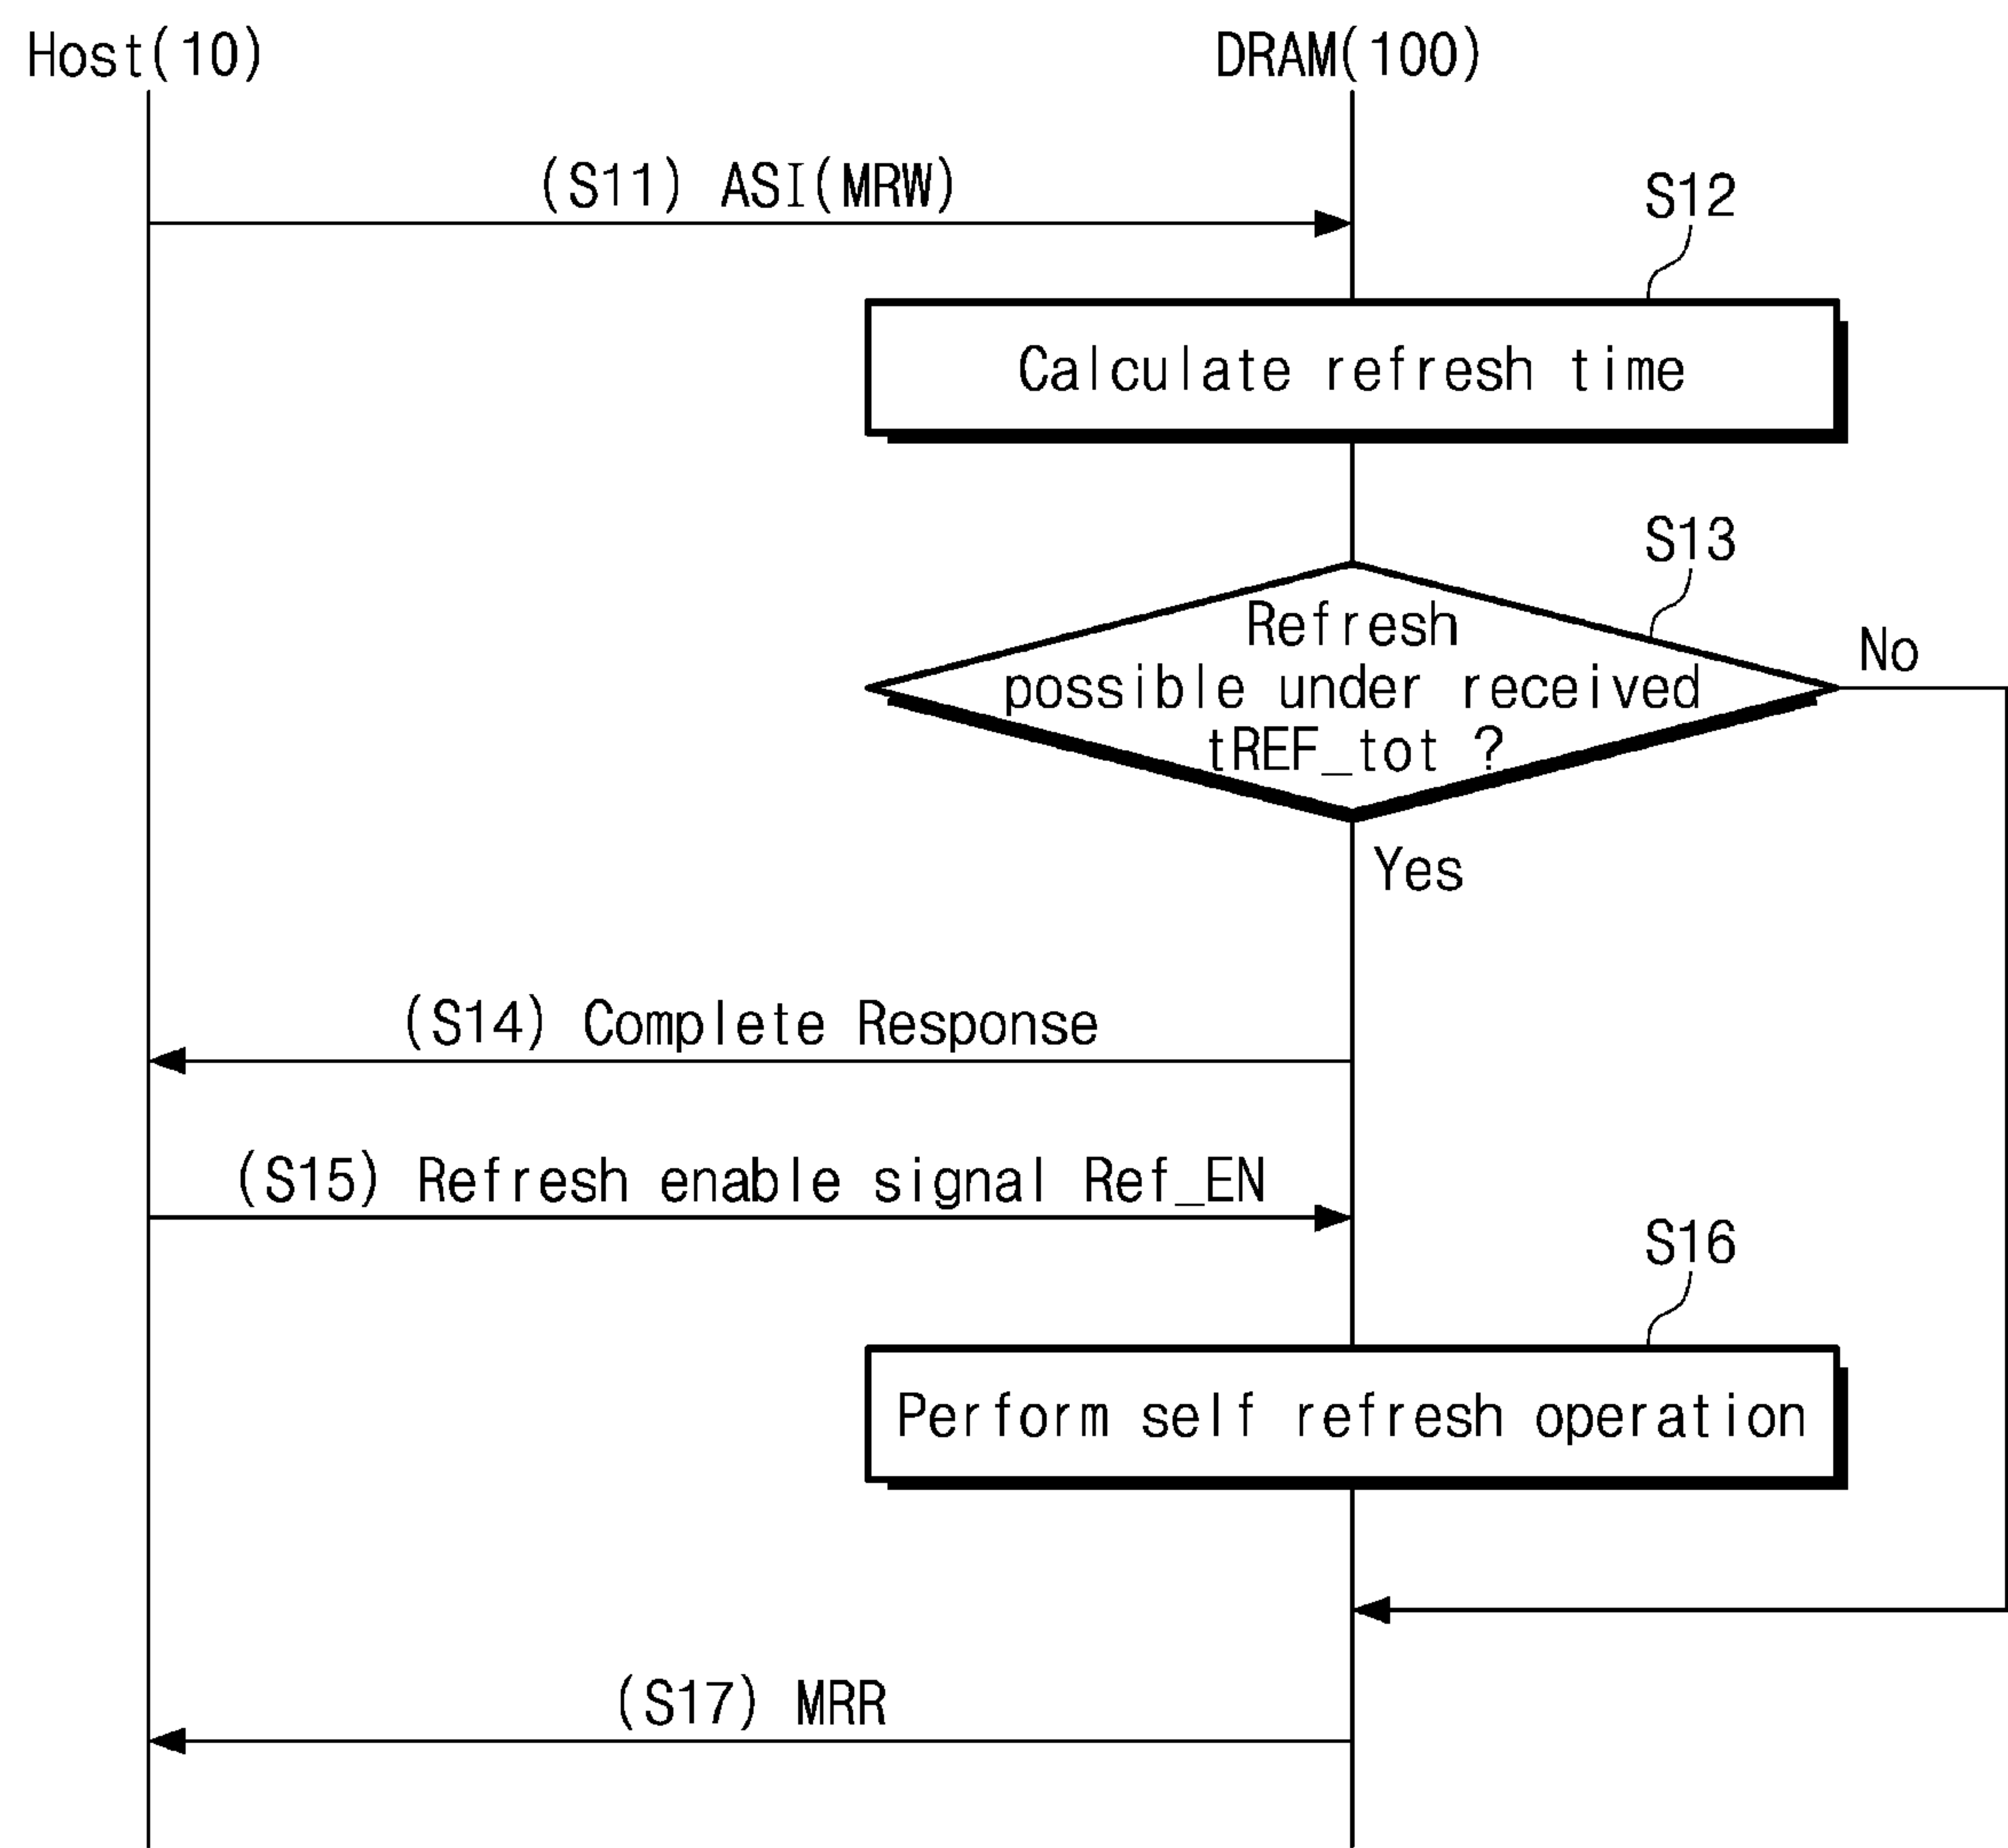 Host(10)
DRAM(100)
(S11) ASI(MRW)
S12
Calculate refresh time
S13
Refresh
possible under received
tREF_tot ?
No
Yes
(S14) Complete Response
(S15) Refresh enable signal Ref_EN
S16
Perform self refresh operation
(S17) MRR